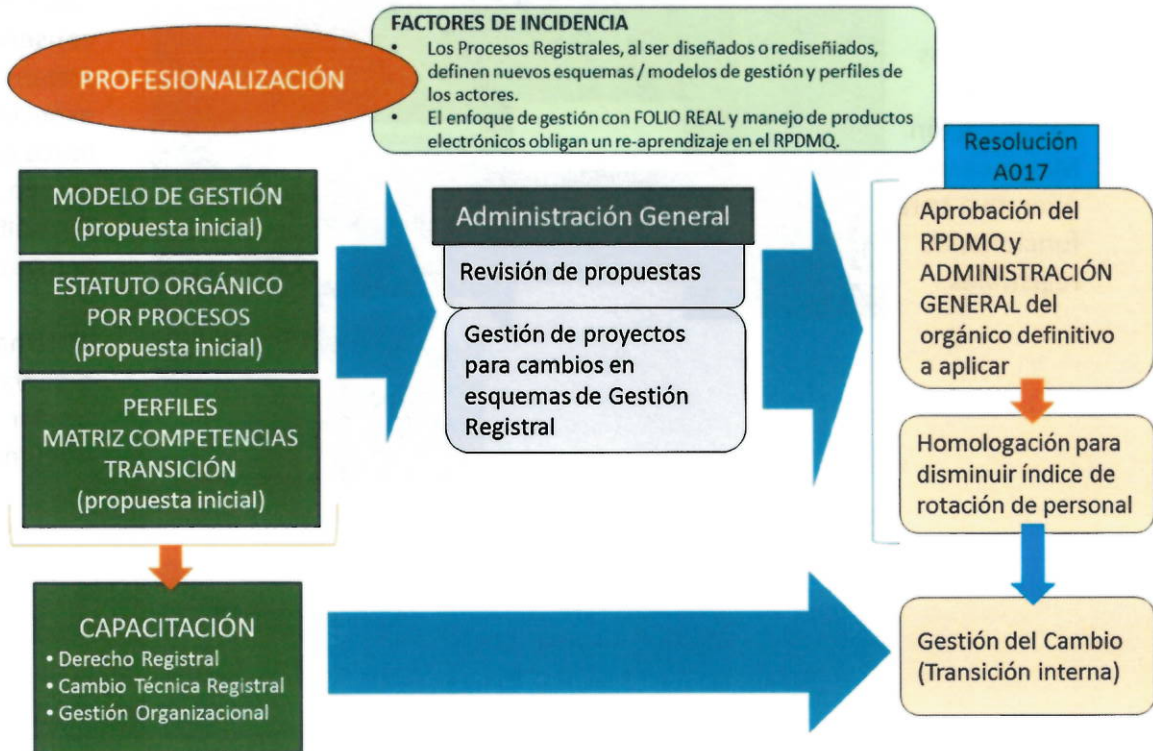 PROFESIONALIZACIÓN
FACTORES DE INCIDENCIA
• Los Procesos Registrales, al ser diseñados o rediseñiados,
definen nuevos esquemas / modelos de gestión y perfiles de
los actores.
• El enfoque de gestión con FOLIO REAL y manejo de productos
electrónicos obligan un re-aprendizaje en el RPDMQ.
MODELO DE GESTIÓN
(propuesta inicial)
ESTATUTO ORGÁNICO
POR PROCESOS
(propuesta inicial)
PERFILES
MATRIZ COMPETENCIAS
TRANSICIÓN
(propuesta inicial)
CAPACITACIÓN
• Derecho Registral
• Cambio Técnica Registral
• Gestión Organizacional
Administración General
Revisión de propuestas
Gestión de proyectos
para cambios en
esquemas de Gestión
Registral
Resolución
A017
Aprobación del
RPDMQ y
ADMINISTRACIÓN
GENERAL del
orgánico definitivo
a aplicar
Homologación para
disminuir índice de
rotación de personal
Gestión del Cambio
(Transición interna)